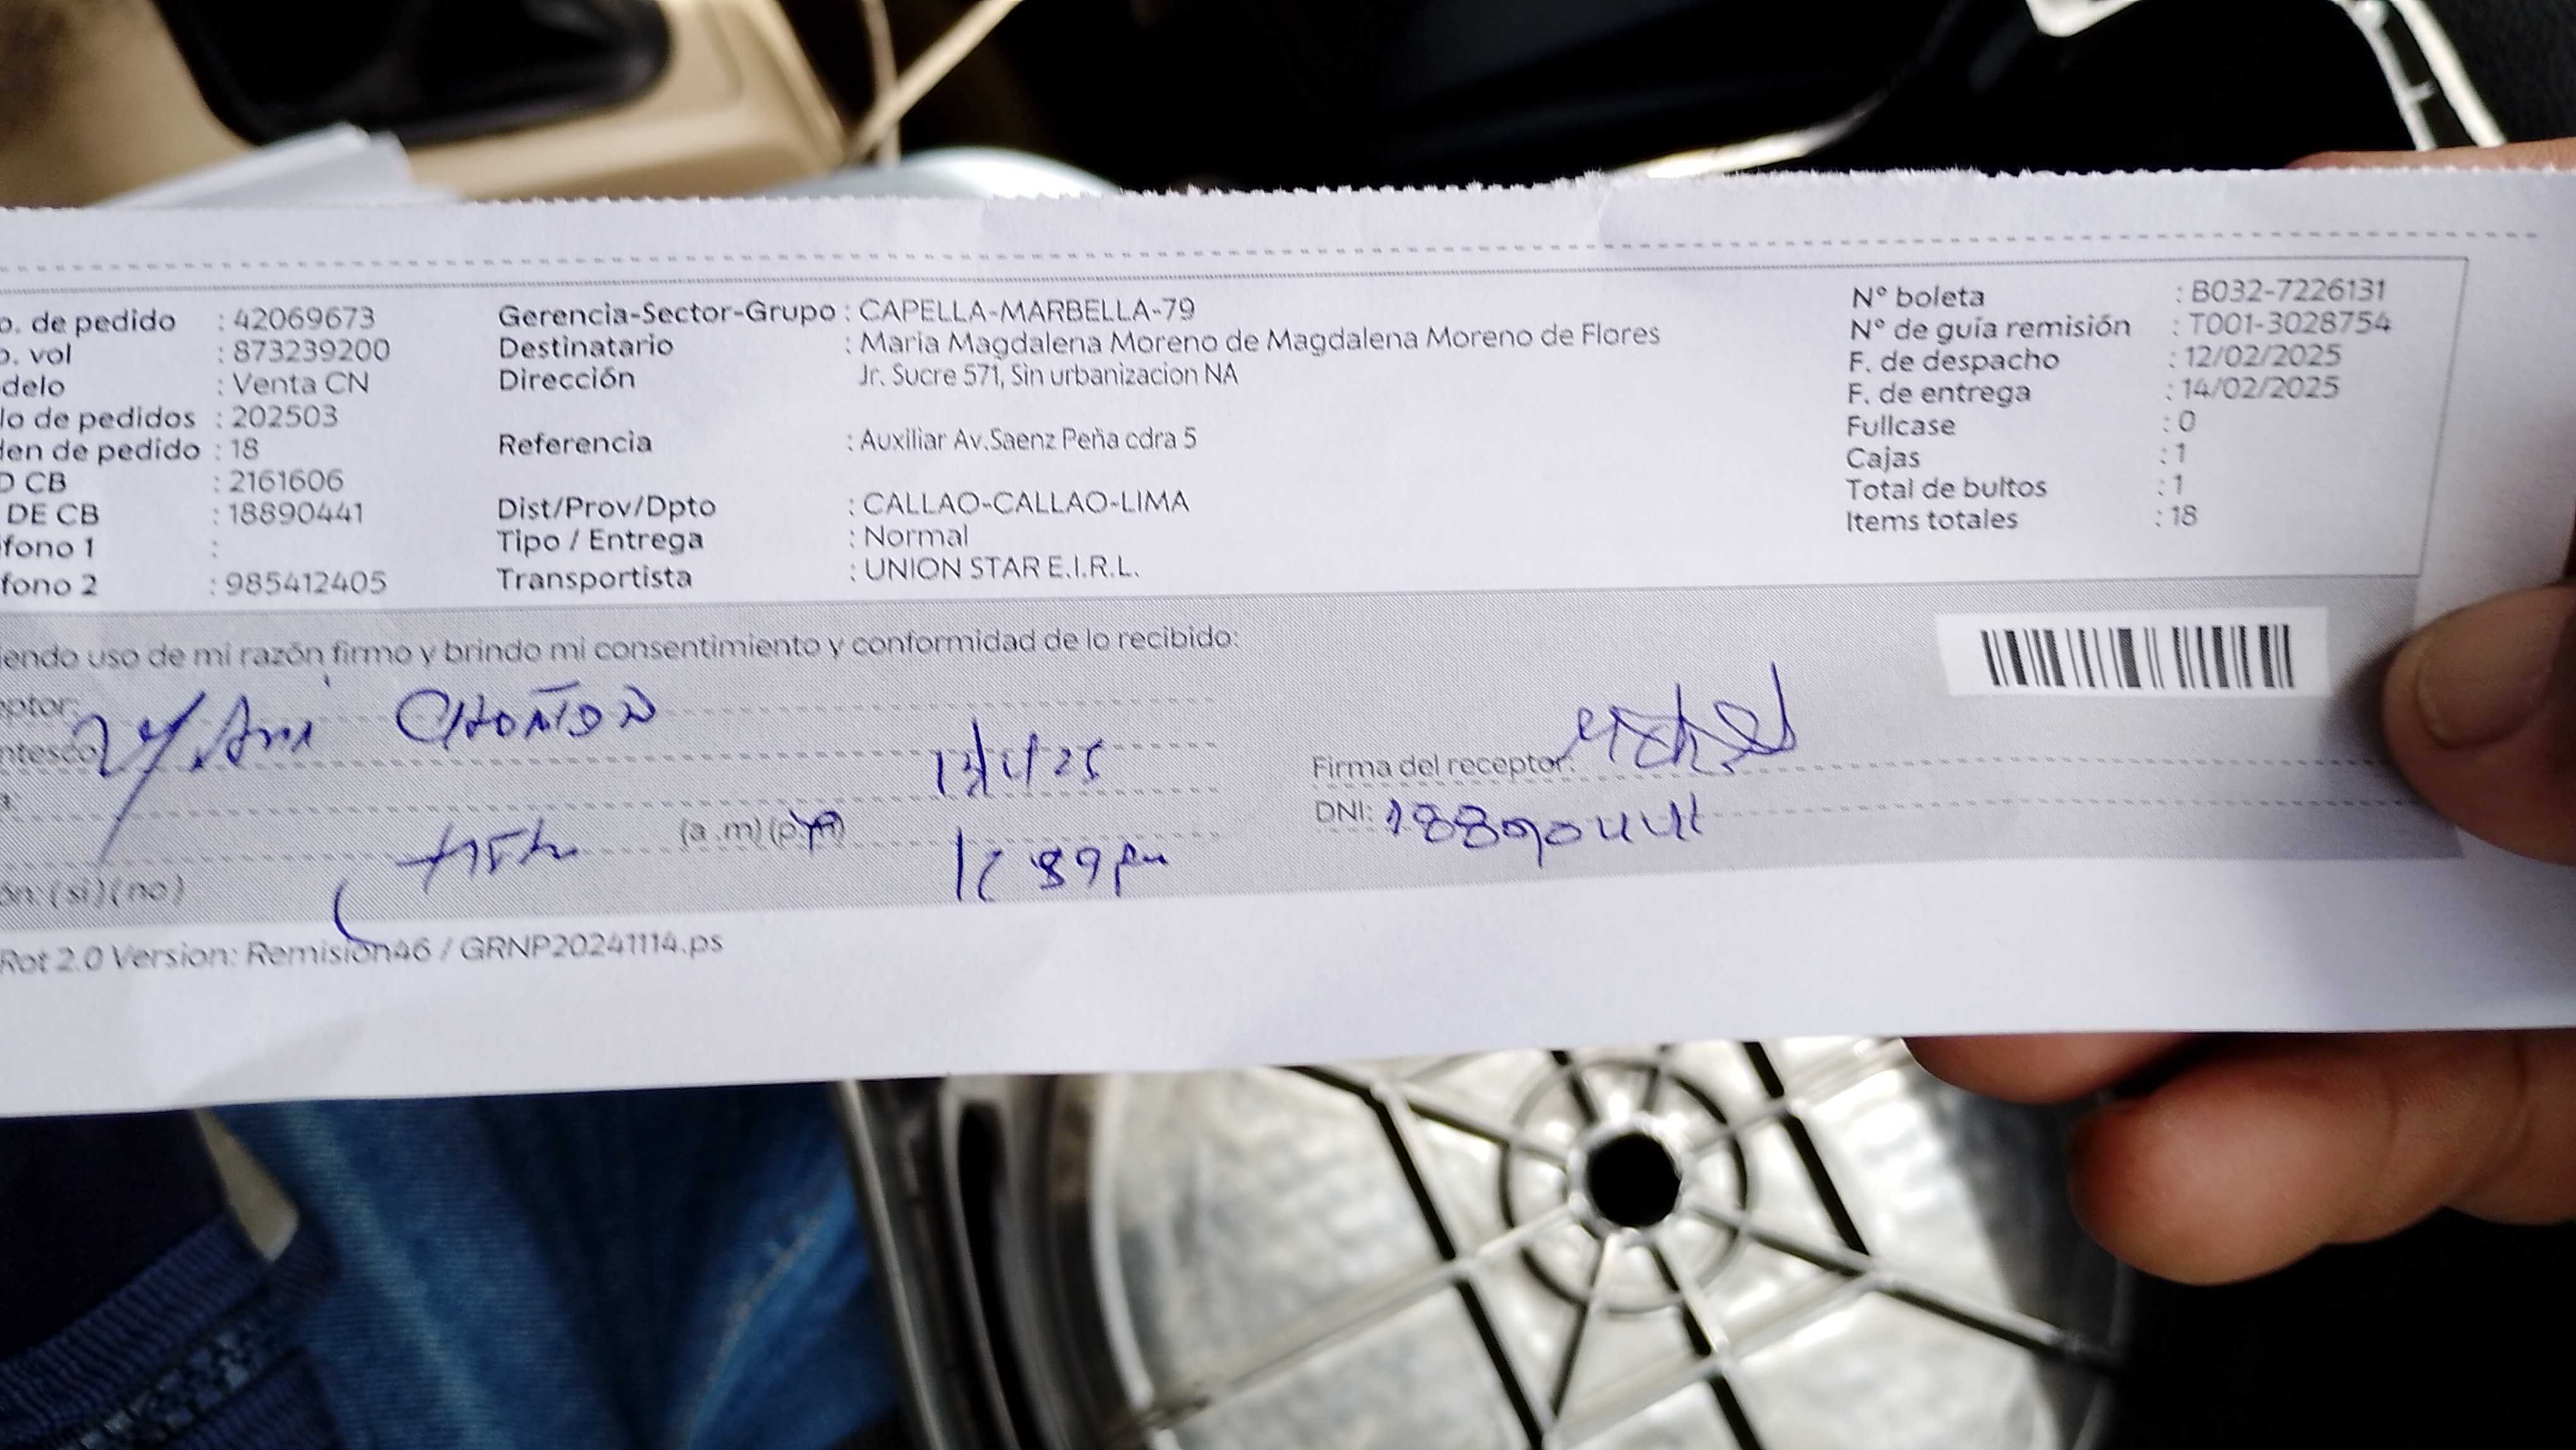 o. de pedido : 42069673 Gerencia-Sector-Grupo : CAPELLA-MARBELLA-79 N° boleta : B032-7226131
o. vol : 873239200 Destinatario : Maria Magdalena Moreno de Magdalena Moreno de Flores N° de guía remisión : T001-3028754
delo : Venta CN Dirección Jr. Sucre 571, Sin urbanizacion NA F. de despacho : 12/02/2025
lo de pedidos : 202503 F. de entrega : 14/02/2025
den de pedido : 18 Referencia : Auxiliar Av.Saenz Peña cdra 5 Fullcase : 0
D CB : 2161606 Cajas : 1
DE CB : 18890441 Dist/Prov/Dpto : CALLAO-CALLAO-LIMA Total de bultos : 1
fono 1 : Tipo / Entrega : Normal Items totales : 18
fono 2 : 985412405 Transportista : UNION STAR E.I.R.L.
iendo uso de mi razón firmo y brindo mi consentimiento y conformidad de lo recibido:
eptor:
ntesco Firma del receptor:
a: DNI: 18890441
(a .m) (p.m)
ón: (si) (no)
Rot 2.0 Version: Remisión46 / GRNP20241114.ps